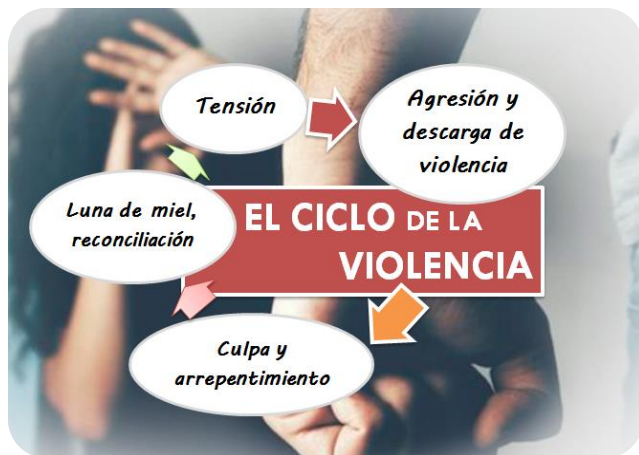 Tensión
Agresión y
descarga de
violencia
Luna de miel,
reconciliación
EL CICLO DE LA
VIOLENCIA
Culpa y
arrepentimiento